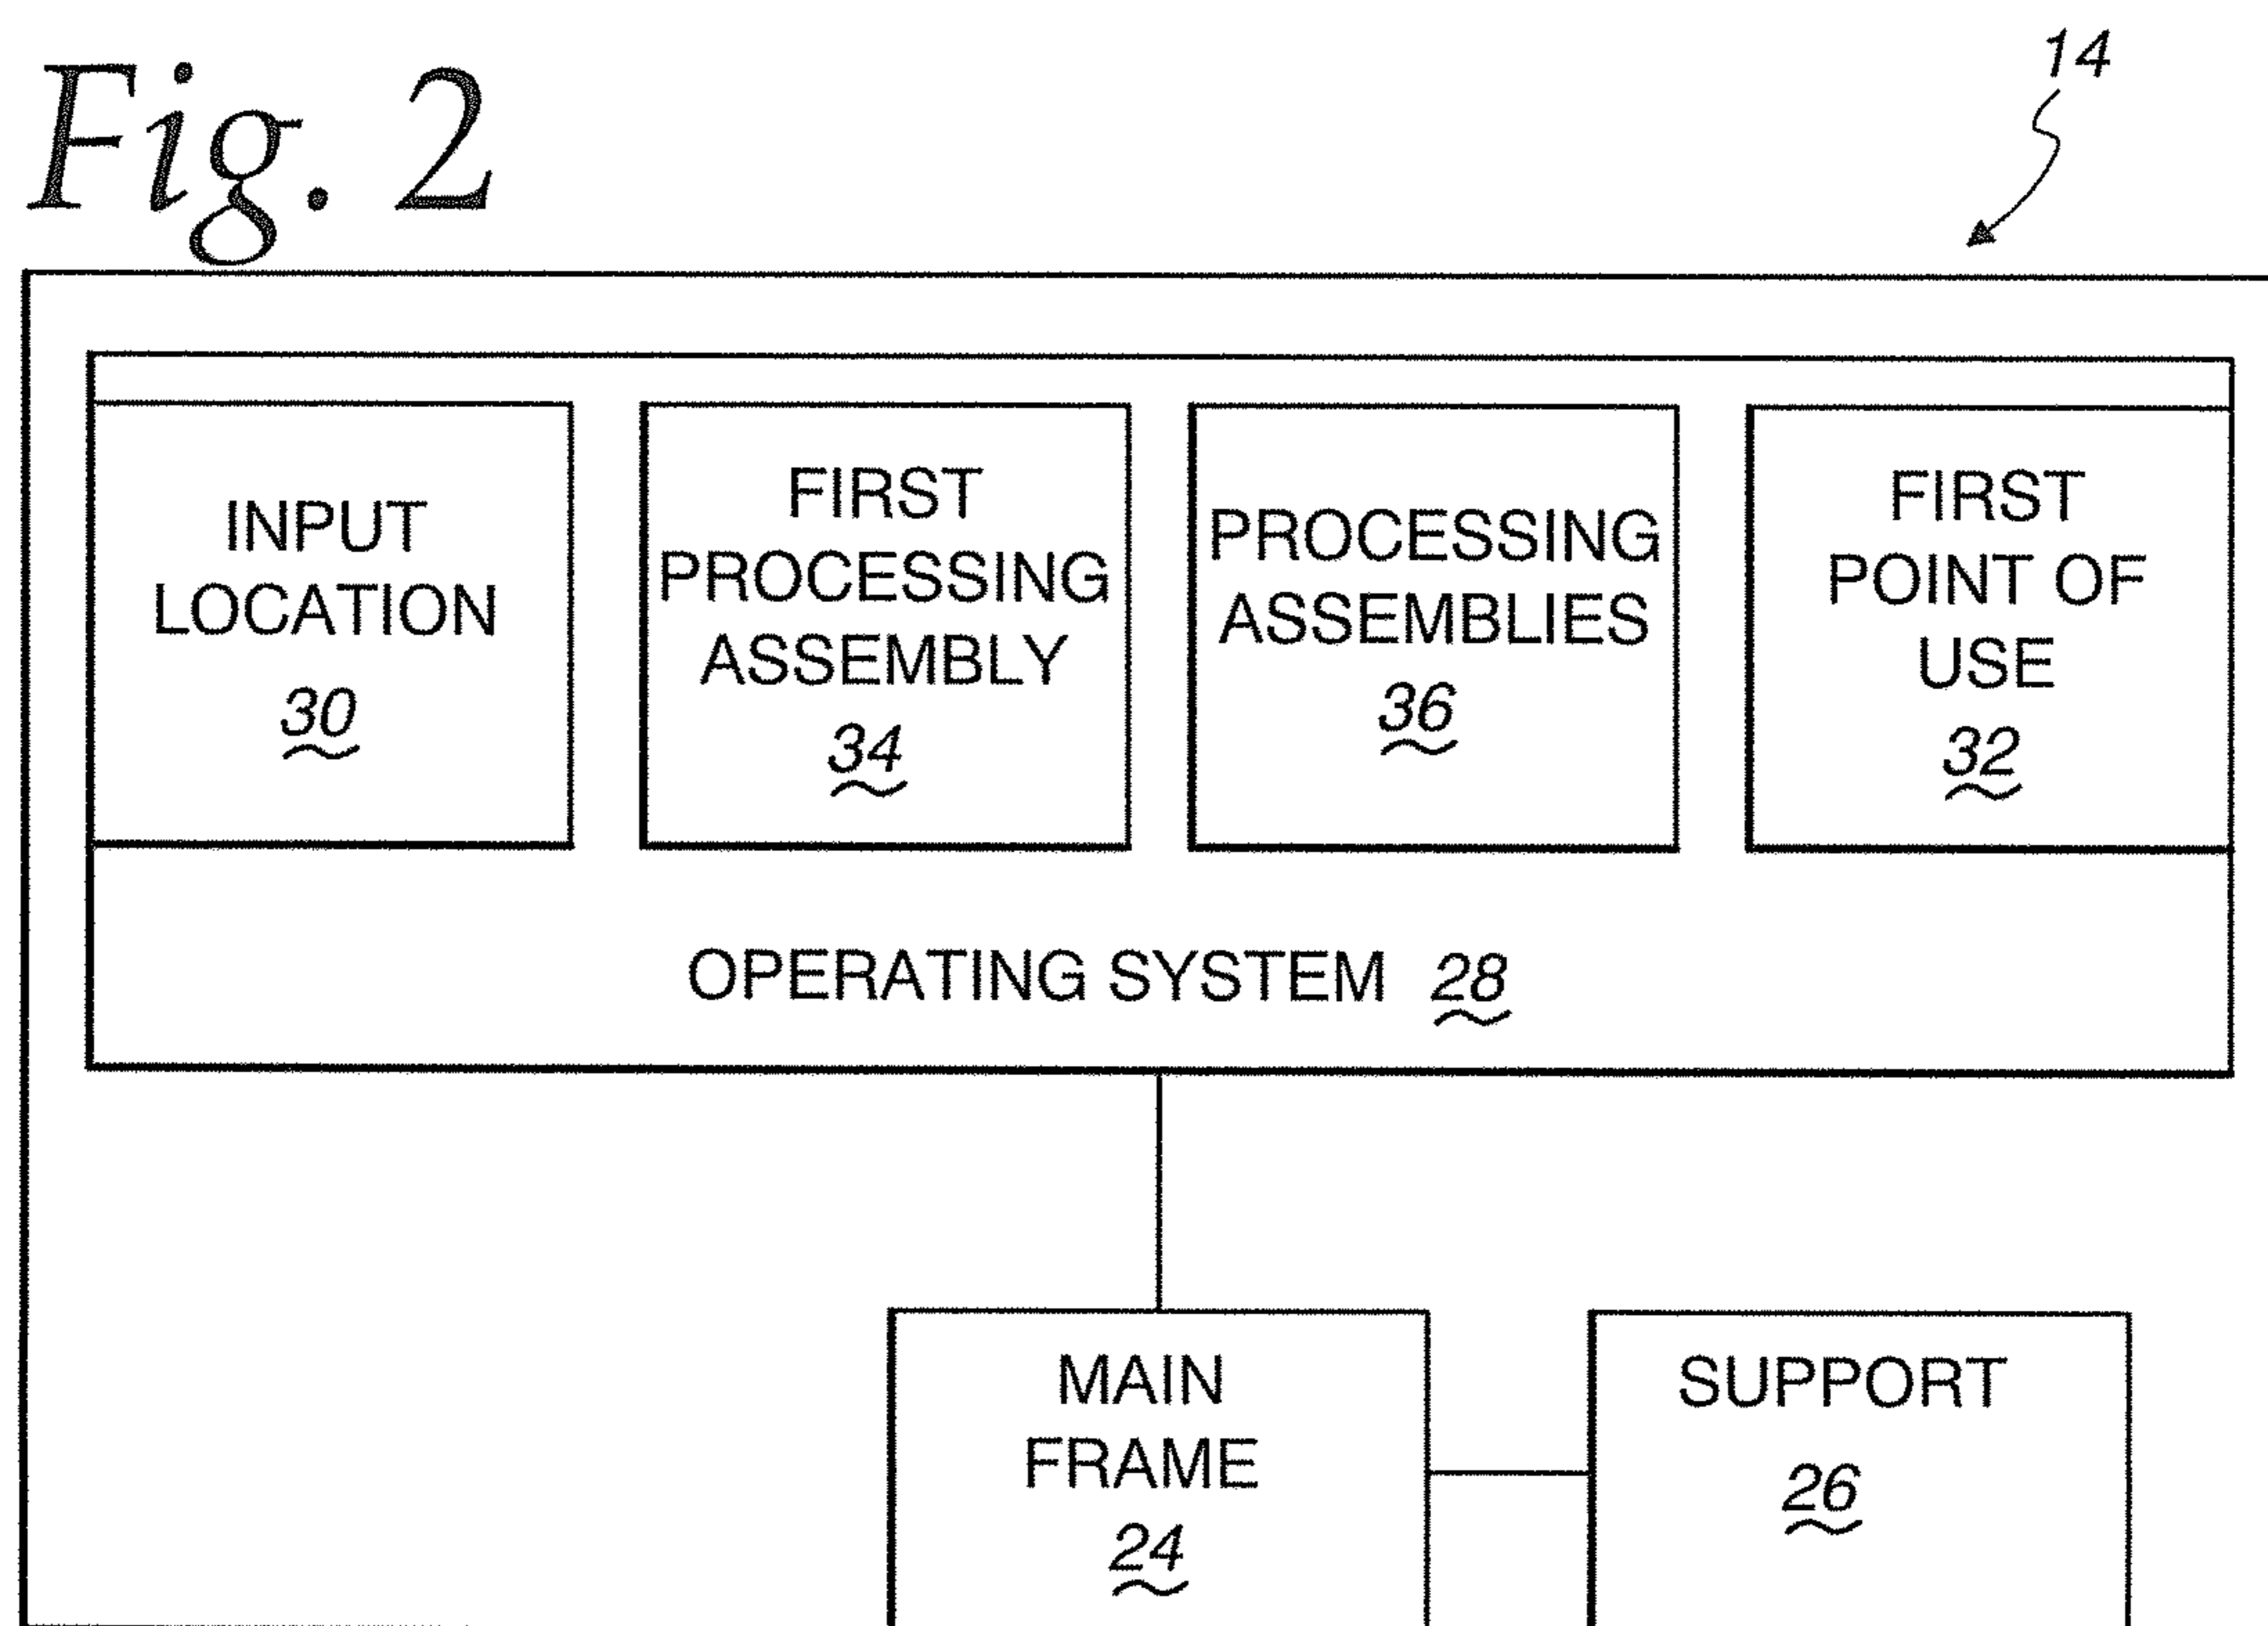 Fig. 2
14
INPUT
LOCATION
30
FIRST
PROCESSING
ASSEMBLY
34
PROCESSING
ASSEMBLIES
36
FIRST
POINT OF
USE
32
OPERATING SYSTEM 28
MAIN
FRAME
24
SUPPORT
26